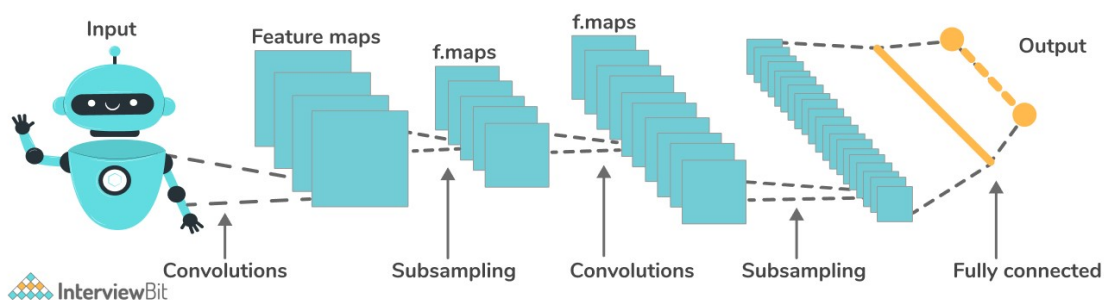 Input
Feature maps
f.maps
f.maps
Output
Convolutions
Subsampling
Convolutions
Subsampling
Fully connected
InterviewBit